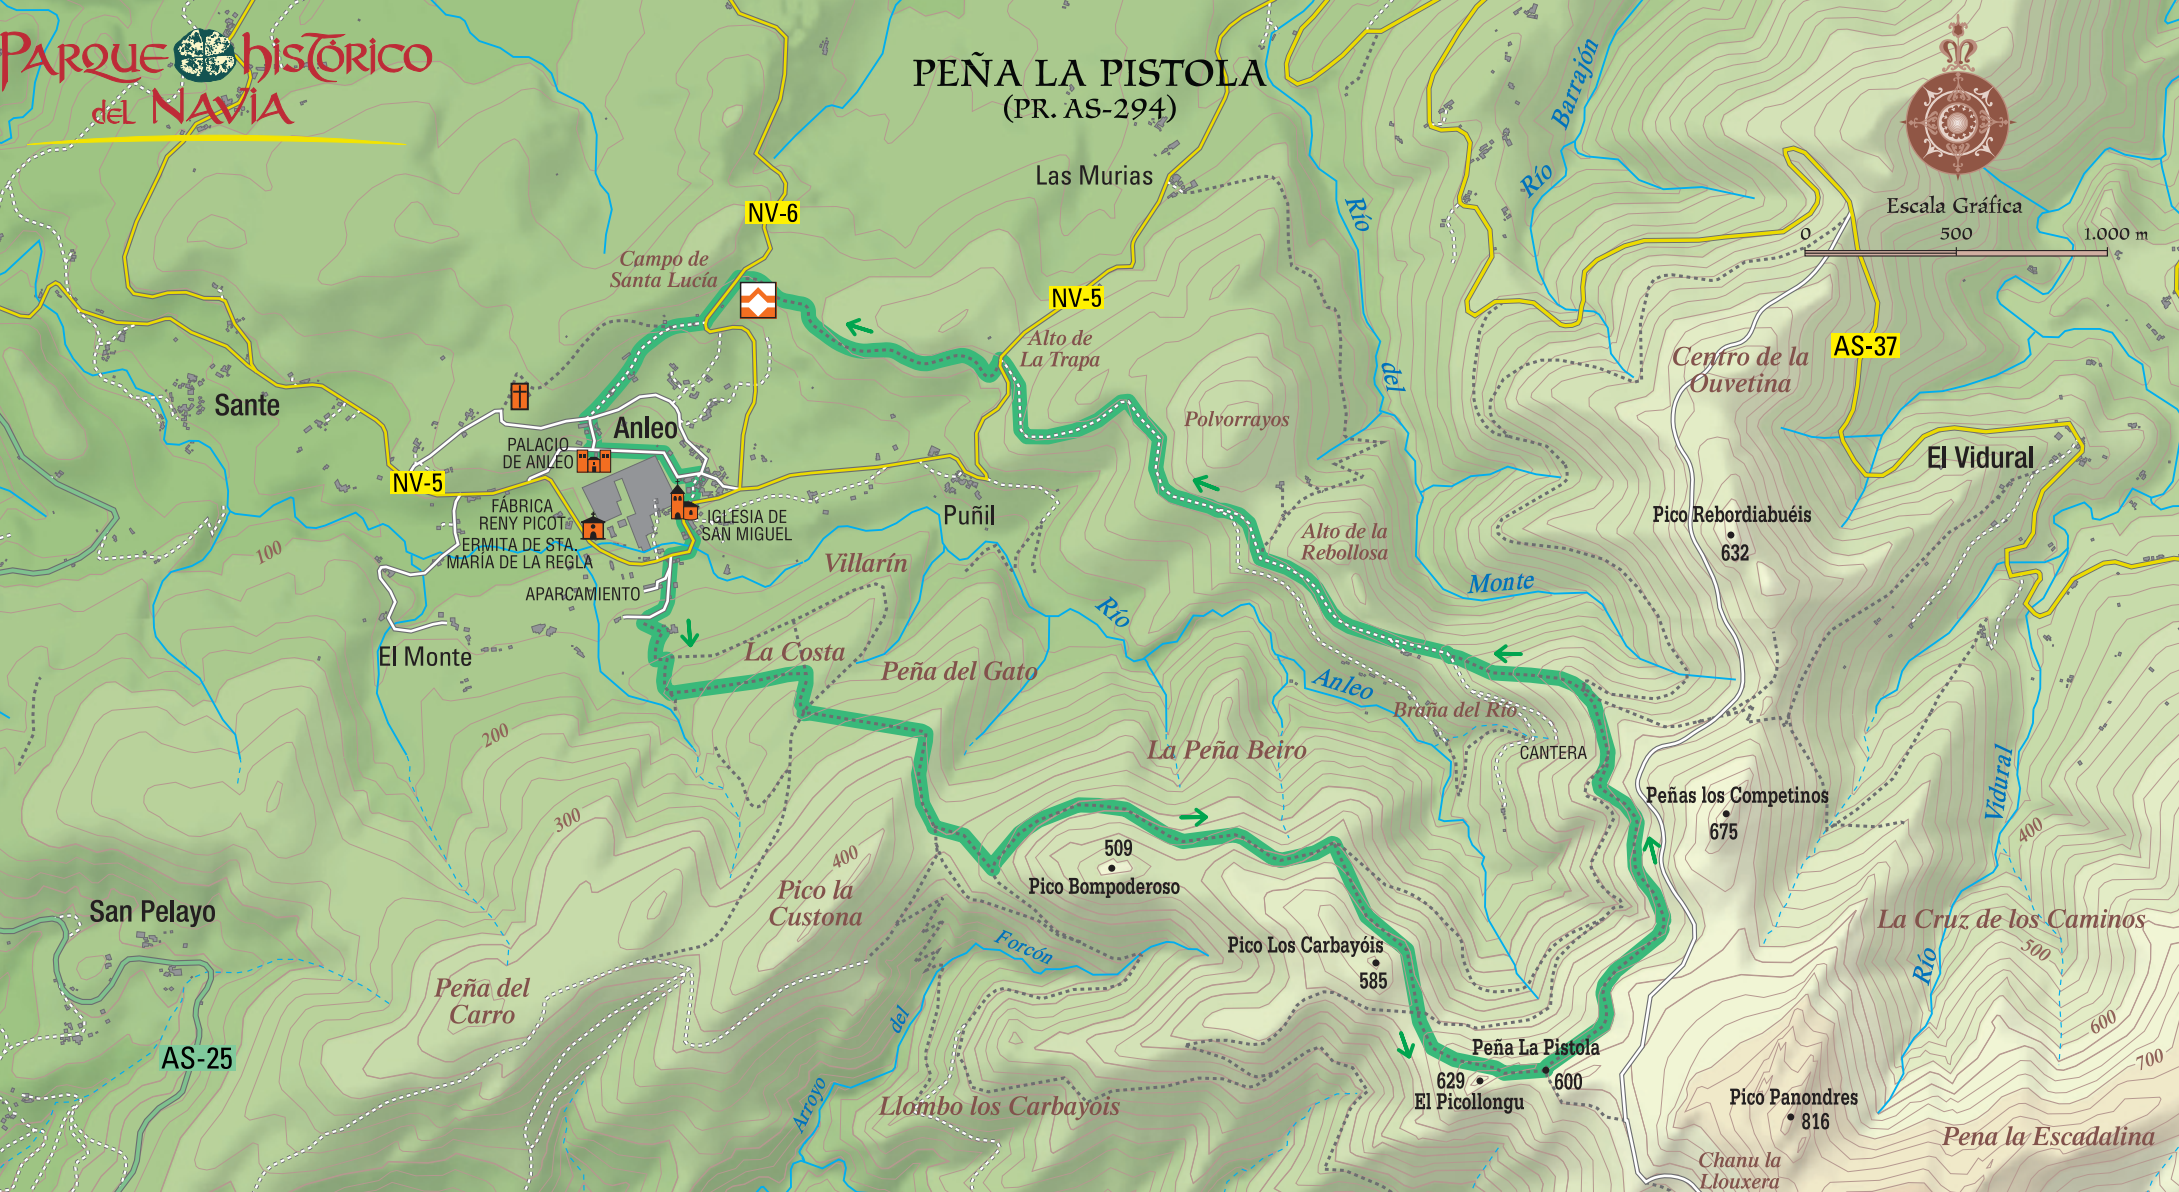 PARQUE HISTÓRICO
del NAVIA
PEÑA LA PISTOLA
(PR. AS-294)
Escala Gráfica
0 500 1.000 m
Río Barrajón
Las Murias
NV-6
Campo de
Santa Lucía
NV-5
Alto de
La Trapa
Río del Monte
AS-37
Centro de la
Ouvetina
Sante
Anleo
Polvorrayos
El Vidural
PALACIO
DE ANLEO
NV-5
FÁBRICA
RENY PICOT
IGLESIA DE
SAN MIGUEL
Puñil
ERMITA DE STA.
MARÍA DE LA REGLA
Alto de la
Rebollosa
Pico Rebordiabuéis
632
100
Villarín
APARCAMIENTO
Río Anleo
El Monte
La Costa
Peña del Gato
Braña del Río
200
La Peña Beiro
CANTERA
Río Vidural
300
Peñas los Competinos
675
400
400
509
Pico Bompoderoso
Pico la
Custona
San Pelayo
La Cruz de los Caminos
500
Pico Los Carbayóis
585
Arroyo del Forcón
Peña del
Carro
600
700
AS-25
Peña La Pistola
600
629
El Picollongu
Llombo los Carbayois
Pico Panondres
816
Pena la Escadalina
Chanu la
Llouxera